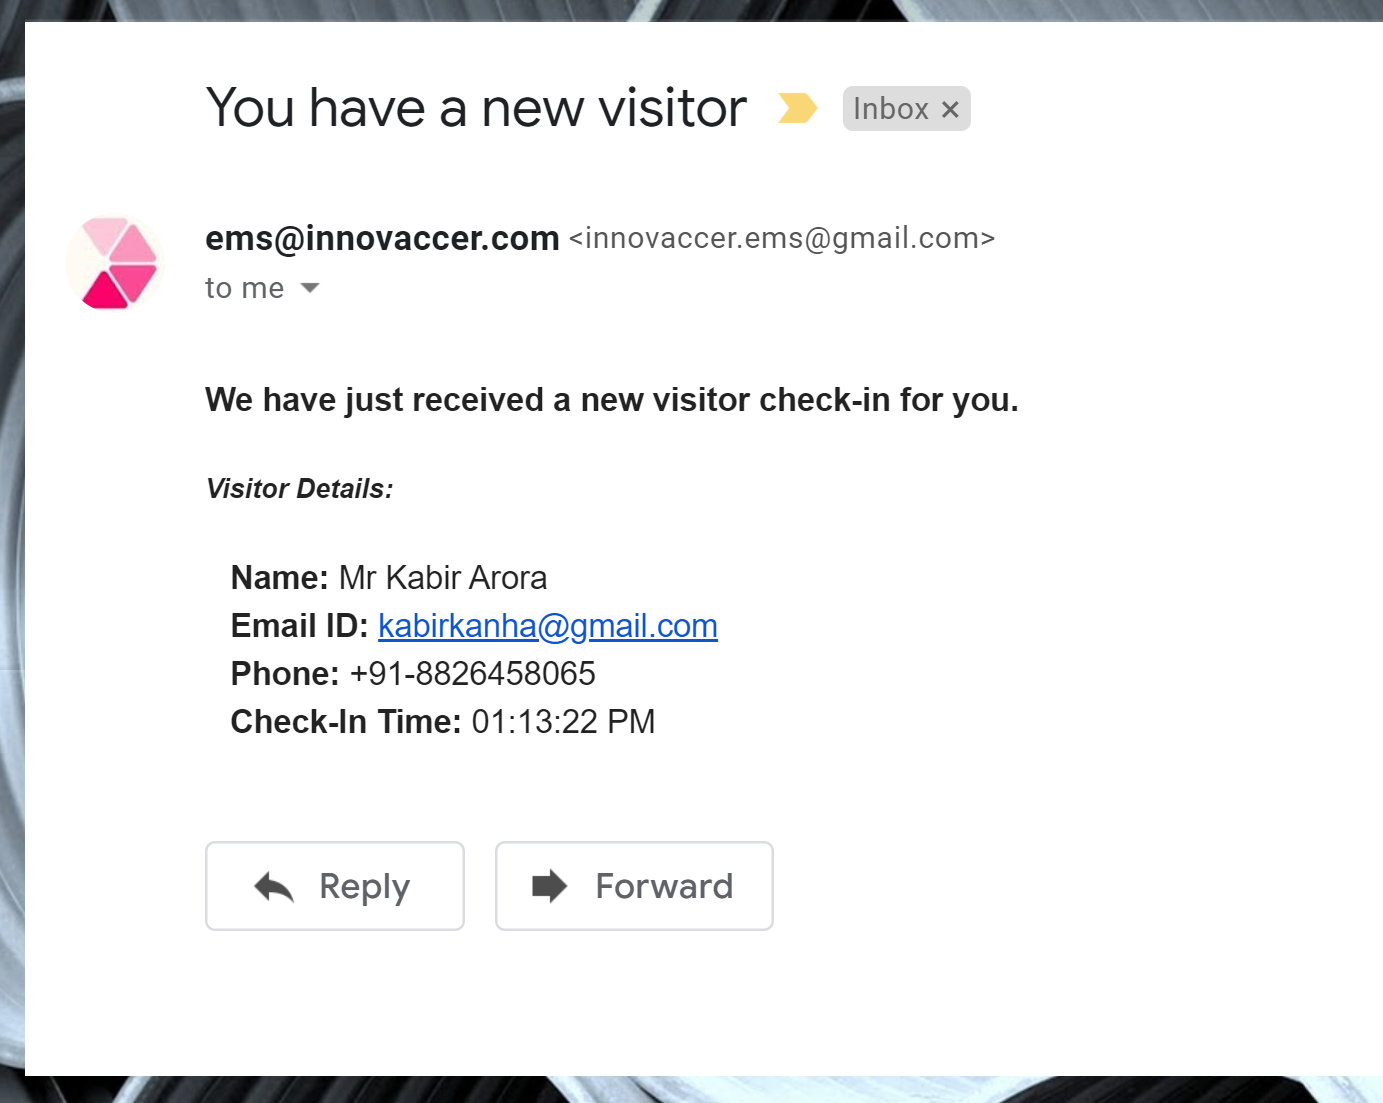 You have a new visitor Inbox ×
ems@innovaccer.com <innovaccer.ems@gmail.com>
to me
We have just received a new visitor check-in for you.
Visitor Details:
Name: Mr Kabir Arora
Email ID: kabirkanha@gmail.com
Phone: +91-8826458065
Check-In Time: 01:13:22 PM
Reply Forward